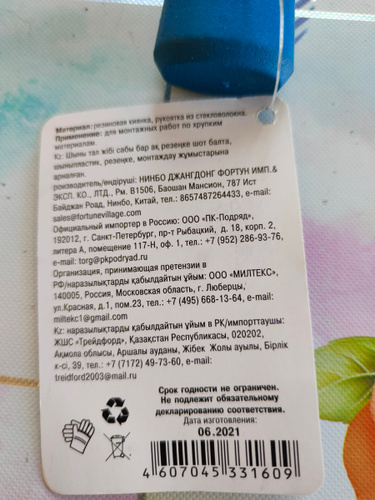 Материал: резиновая киянка, рукоятка из стекловолокна.
Применение: для монтажных работ по хрупким
материалам.
Kz: Шыны тал жібі сабы бар ақ резеңке шот балта,
шыныпластик, резеңке, монтаждау жұмыстарына
арналған.
роизводитель/өндіруші: НИНБО ДЖАНГДОНГ ФОРТУН ИМП.&
ЭКСП. КО., ЛТД., Рм. B1506, Баошан Мансион, 787 Ист
Байджан Роад, Нинбо, Китай, тел.: 8657487264433, e-mail:
sales@fortunevillage.com
Официальный импортер в Россию: ООО «ПК-Подряд»,
192012, г. Санкт-Петербург, пр-т Рыбацкий, д. 18, корп. 2,
литера А, помещение 117-Н, оф. 1, тел.: +7 (952) 286-93-76,
e-mail: torg@pkpodryad.ru
Организация, принимающая претензии в
РФ/наразылықтарды қабылдайтын ұйым: ООО «МИЛТЕКС»,
140005, Россия, Московская область, г. Люберцы,
ул.Красная, д.1, пом.23, тел.: +7 (495) 668-13-64, e-mail:
miltekc1@gmail.com
Kz: наразылықтарды қабылдайтын ұйым в РК/импорттаушы:
ЖШС «Трейдфорд», Қазақстан Республикасы, 020202,
Ақмола облысы, Аршалы ауданы, Жібек Жолы ауылы, Бірлік
к-сі, 39, тел.: +7 (7172) 49-73-60, e-mail:
treidford2003@mail.ru
Срок годности не ограничен.
Не подлежит обязательному
декларированию соответствия.
Дата изготовления:
06.2021
4 607045 331609